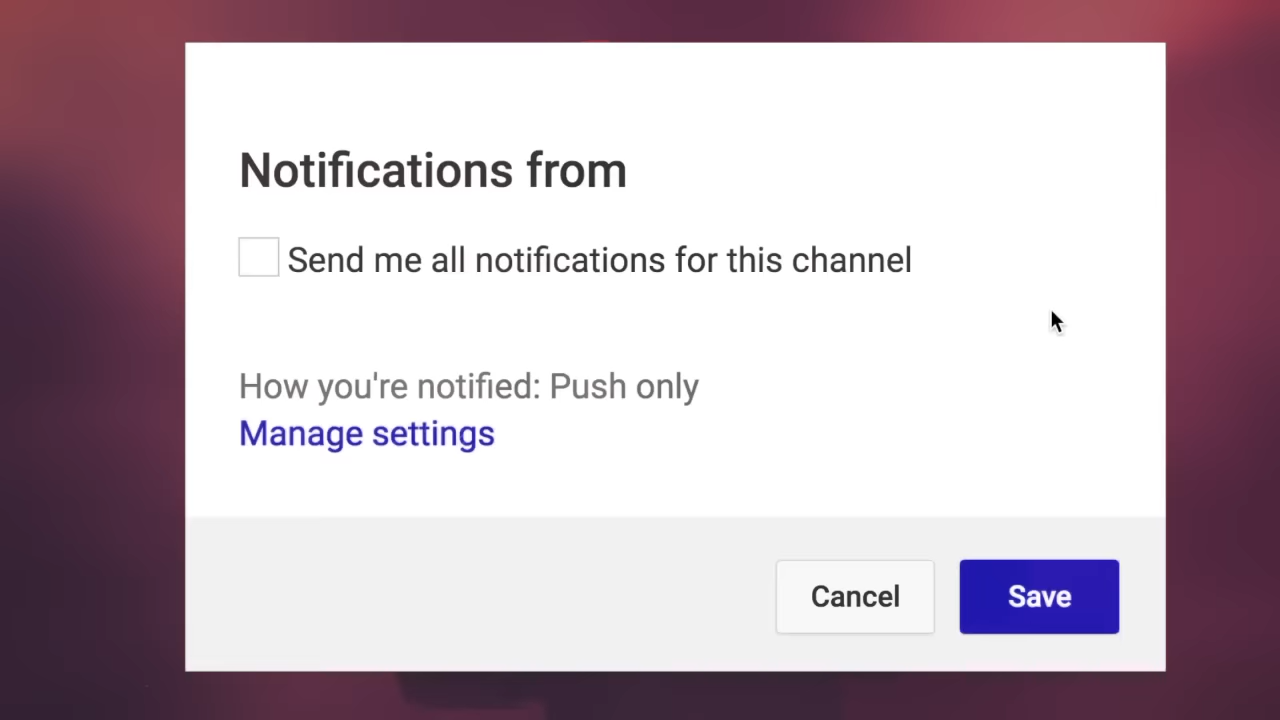 Notifications from
Send me all notifications for this channel
How you're notified: Push only
Manage settings
Cancel
Save